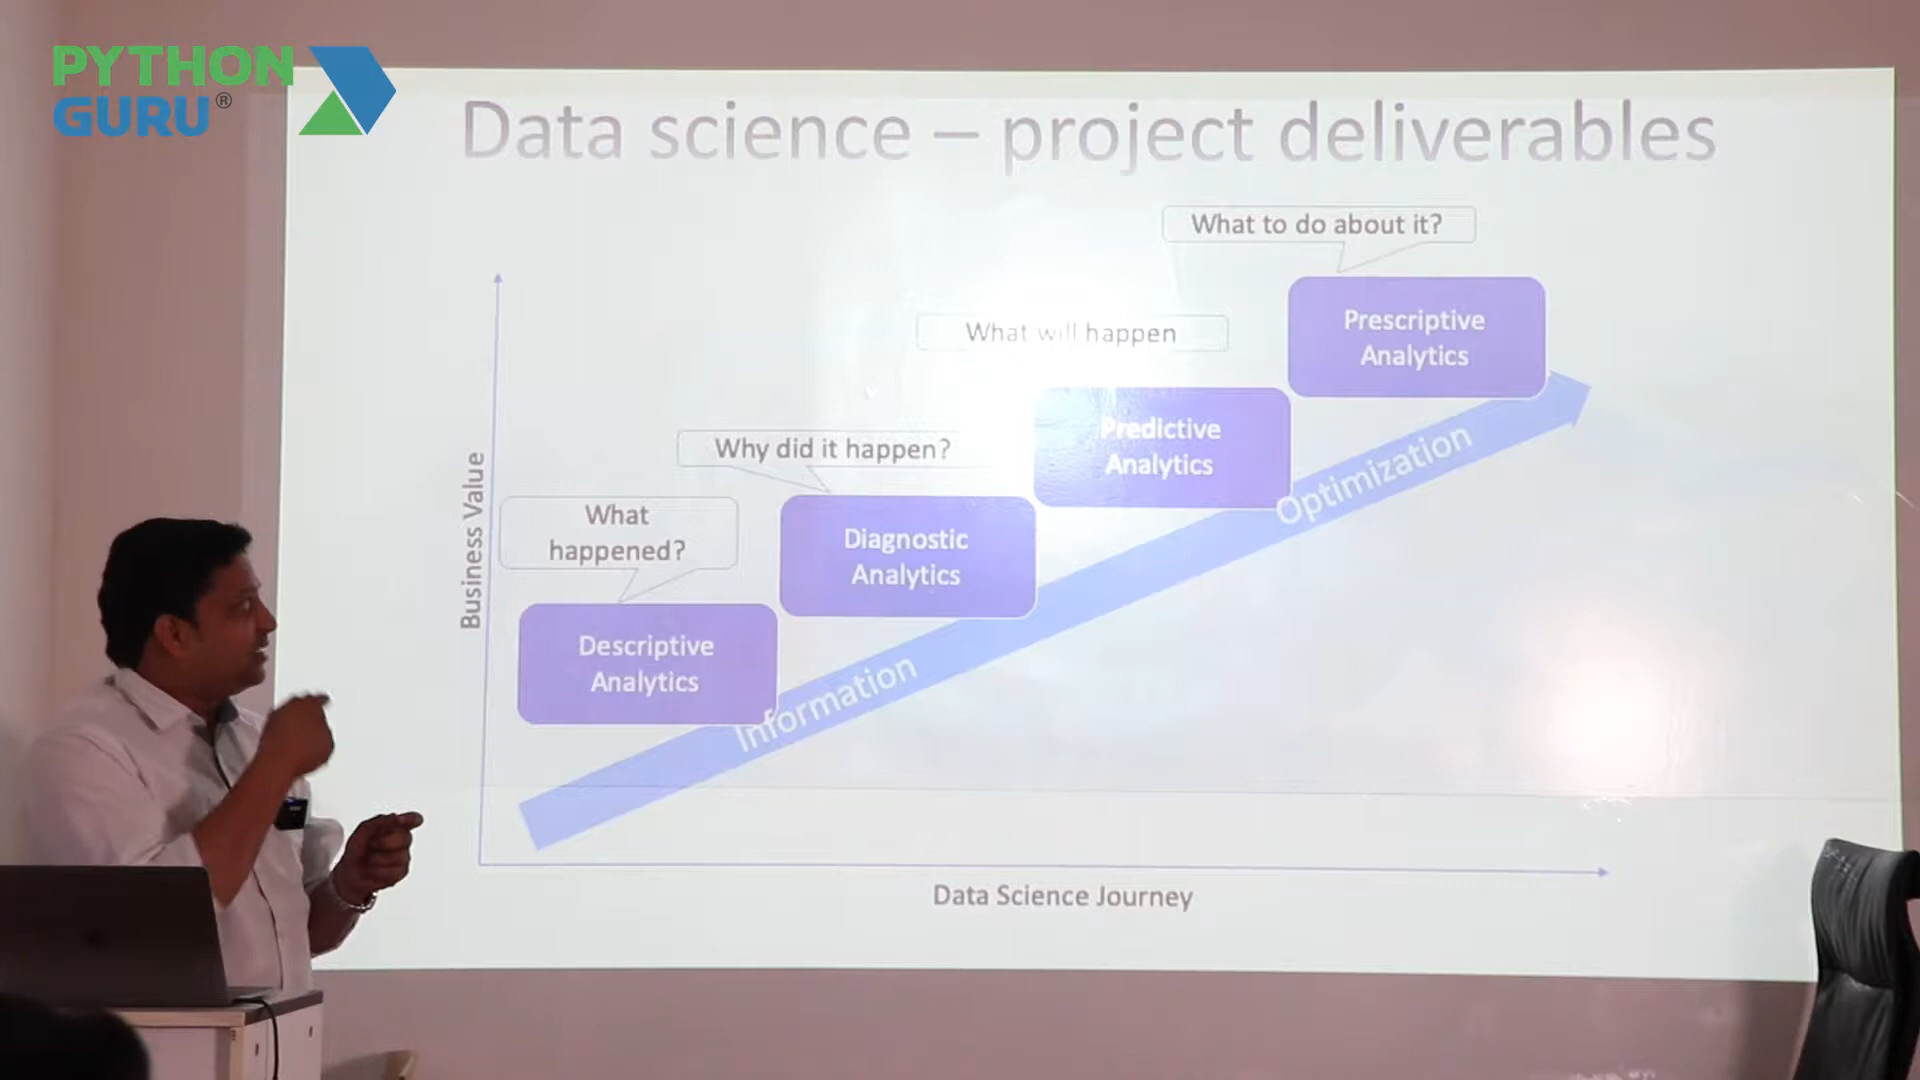 PYTHON
GURU®
Data science – project deliverables
What to do about it?
Prescriptive
Analytics
What will happen
Predictive
Analytics
Why did it happen?
Diagnostic
Analytics
What
happened?
Descriptive
Analytics
Business Value
Information
Optimization
Data Science Journey